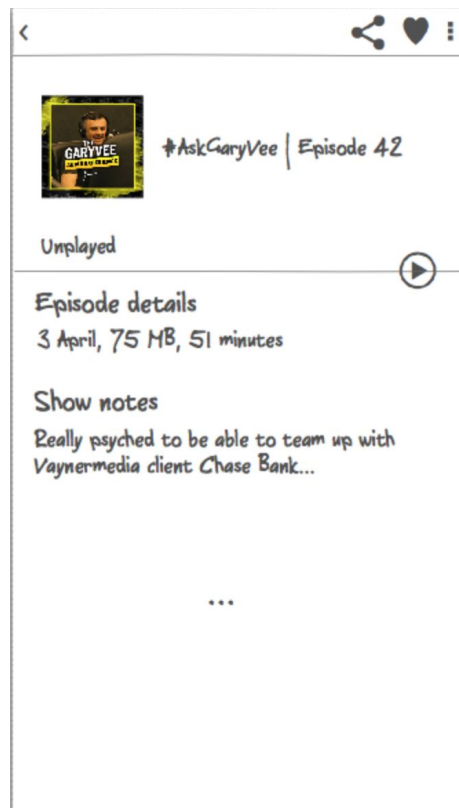 THE
GARYVEE
#AskGaryVee | Episode 42
Unplayed
Episode details
3 April, 75 MB, 51 minutes
Show notes
Really psyched to be able to team up with
Vaynermedia client Chase Bank...
...